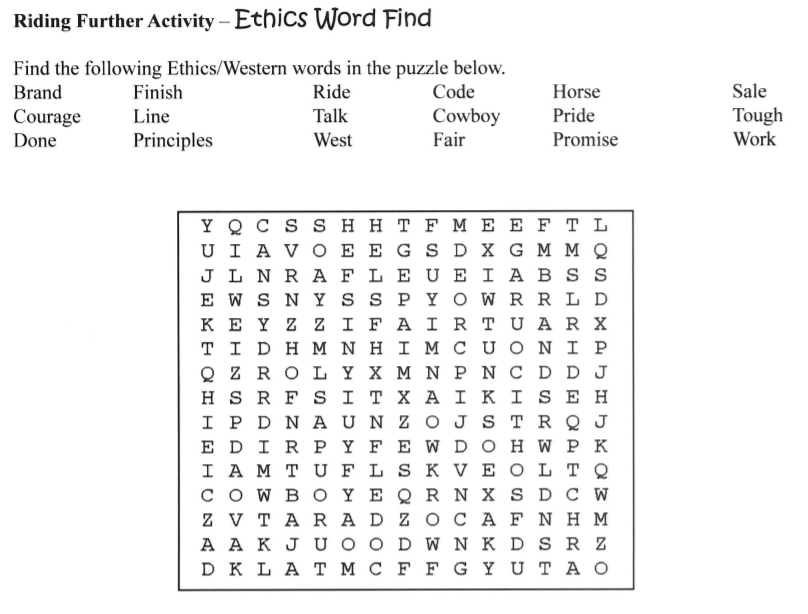 Riding Further Activity – Ethics Word Find
Find the following Ethics/Western words in the puzzle below.
Brand Finish Ride Code Horse Sale
Courage Line Talk Cowboy Pride Tough
Done Principles West Fair Promise Work
Y Q C S S H H T F M E E F T L
U I A V O E E G S D X G M M Q
J L N R A F L E U E I A B S S
E W S N Y S S P Y O W R R L D
K E Y Z Z I F A I R T U A R X
T I D H M N H I M C U O N I P
Q Z R O L Y X M N P N C D D J
H S R F S I T X A I K I S E H
I P D N A U N Z O J S T R Q J
E D I R P Y F E W D O H W P K
I A M T U F L S K V E O L T Q
C O W B O Y E Q R N X S D C W
Z V T A R A D Z O C A F N H M
A A K J U O O D W N K D S R Z
D K L A T M C F F G Y U T A O